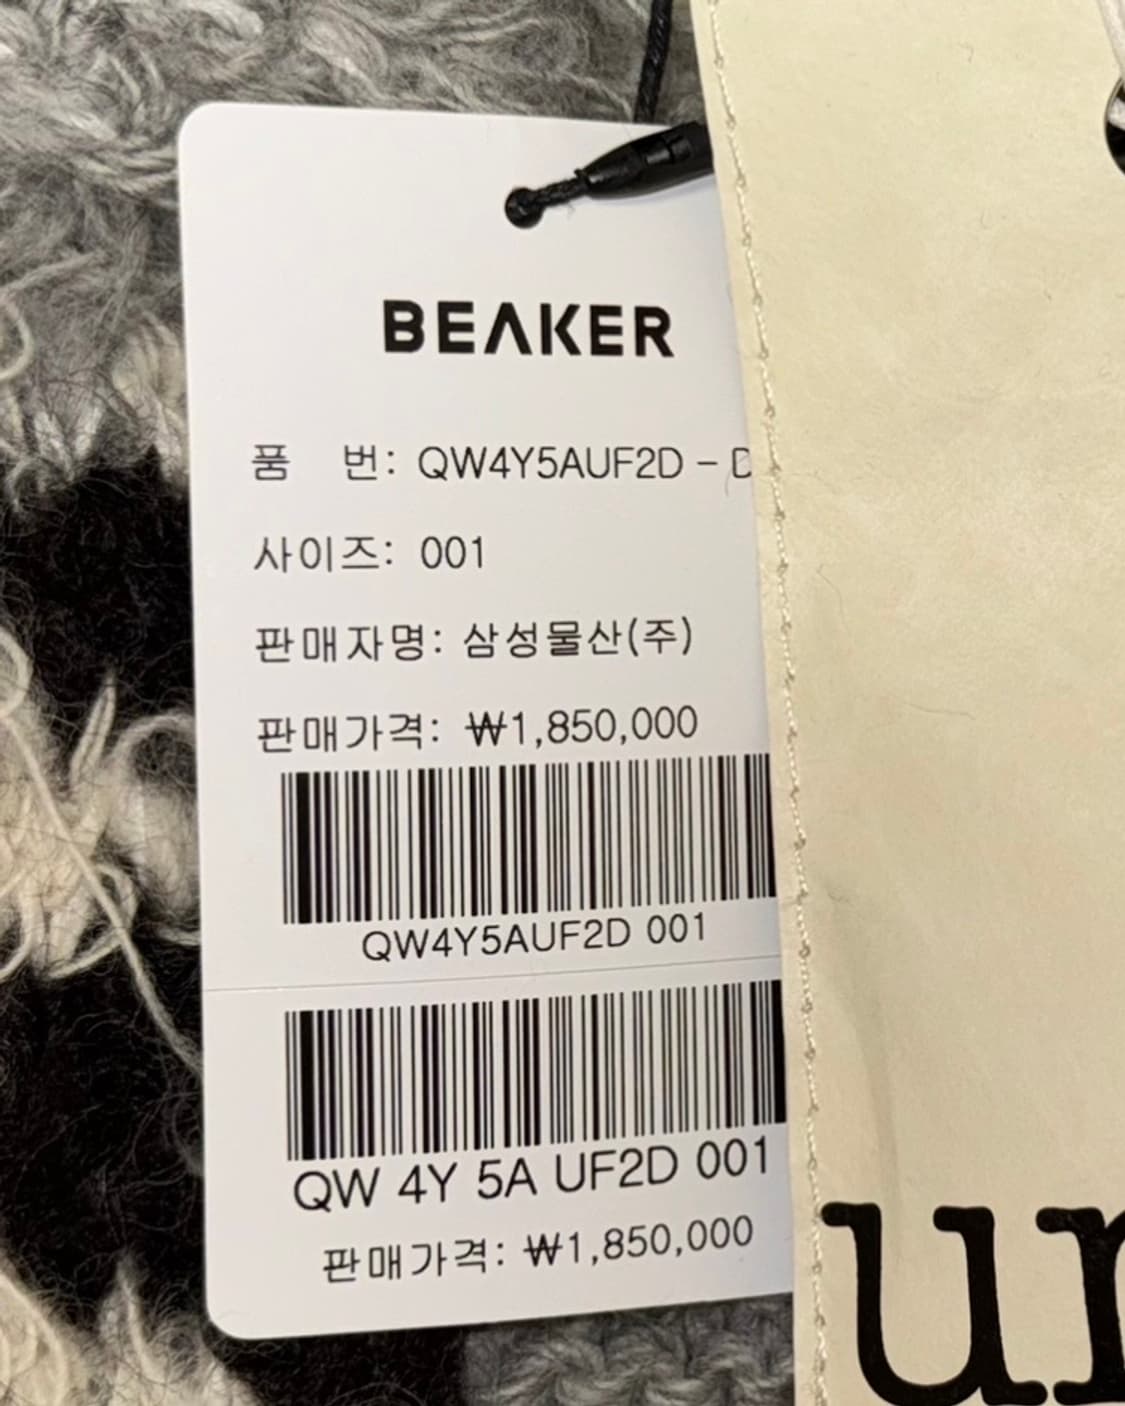 BEAKER
품 번: QW4Y5AUF2D - D
사이즈: 001
판매자명: 삼성물산(주)
판매가격: ₩1,850,000
QW4Y5AUF2D 001
QW 4Y 5A UF2D 001
판매가격: ₩1,850,000